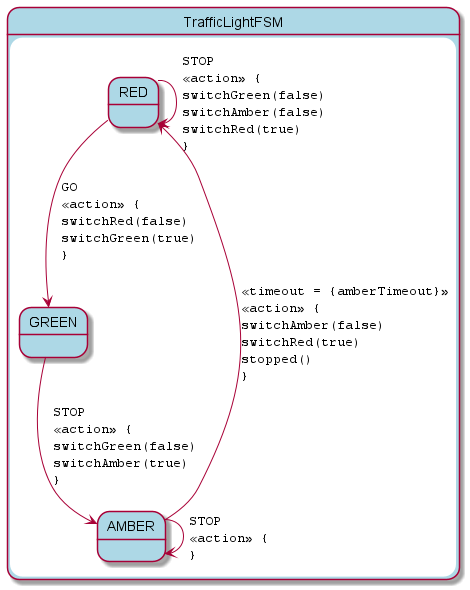 TrafficLightFSM
STOP
«action» {
switchGreen(false)
switchAmber(false)
switchRed(true)
}
RED
GO
«action» {
switchRed(false)
switchGreen(true)
}
«timeout = {amberTimeout}»
«action» {
switchAmber(false)
switchRed(true)
stopped()
}
GREEN
STOP
«action» {
switchGreen(false)
switchAmber(true)
}
AMBER
STOP
«action» {
}